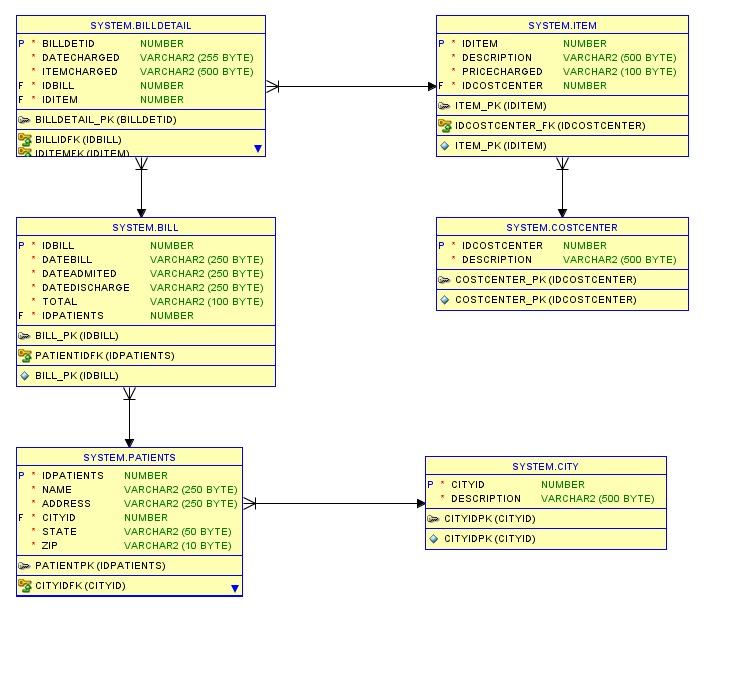 SYSTEM.BILLDETAIL
P * BILLDETID NUMBER
* DATECHARGED VARCHAR2 (255 BYTE)
* ITEMCHARGED VARCHAR2 (500 BYTE)
F * IDBILL NUMBER
F * IDITEM NUMBER
BILLDETAIL_PK (BILLDETID)
BILLIDFK (IDBILL)
IDITEMFK (IDITEM)
SYSTEM.ITEM
P * IDITEM NUMBER
* DESCRIPTION VARCHAR2 (500 BYTE)
* PRICECHARGED VARCHAR2 (100 BYTE)
F * IDCOSTCENTER NUMBER
ITEM_PK (IDITEM)
IDCOSTCENTER_FK (IDCOSTCENTER)
ITEM_PK (IDITEM)
SYSTEM.BILL
P * IDBILL NUMBER
* DATEBILL VARCHAR2 (250 BYTE)
* DATEADMITED VARCHAR2 (250 BYTE)
* DATEDISCHARGE VARCHAR2 (250 BYTE)
* TOTAL VARCHAR2 (100 BYTE)
F * IDPATIENTS NUMBER
BILL_PK (IDBILL)
PATIENTIDFK (IDPATIENTS)
BILL_PK (IDBILL)
SYSTEM.COSTCENTER
P * IDCOSTCENTER NUMBER
* DESCRIPTION VARCHAR2 (500 BYTE)
COSTCENTER_PK (IDCOSTCENTER)
COSTCENTER_PK (IDCOSTCENTER)
SYSTEM.PATIENTS
P * IDPATIENTS NUMBER
* NAME VARCHAR2 (250 BYTE)
* ADDRESS VARCHAR2 (250 BYTE)
F * CITYID NUMBER
* STATE VARCHAR2 (50 BYTE)
* ZIP VARCHAR2 (10 BYTE)
PATIENTPK (IDPATIENTS)
CITYIDFK (CITYID)
SYSTEM.CITY
P * CITYID NUMBER
* DESCRIPTION VARCHAR2 (500 BYTE)
CITYIDPK (CITYID)
CITYIDPK (CITYID)